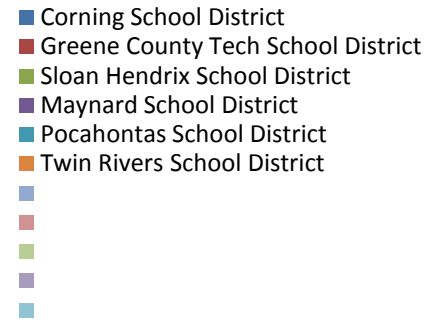 Corning School District
Greene County Tech School District
Sloan Hendrix School District
Maynard School District
Pocahontas School District
Twin Rivers School District